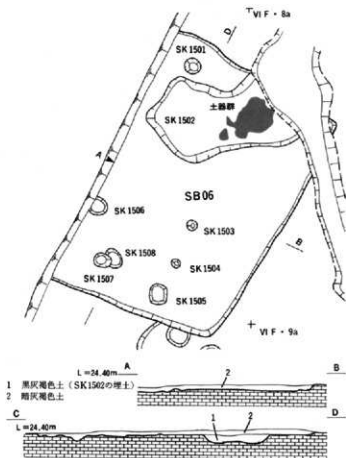 VI F・8a
SK1501
D
土器群
SK1502
A
SB06
SK1506
SK1503
B
SK1508
SK1507
SK1504
SK1505
VI F・9a
A
B
L=24.40m
2
1 黒灰褐色土(SK1502の埋土)
2 暗灰褐色土
C
D
L=24.40m
1
2